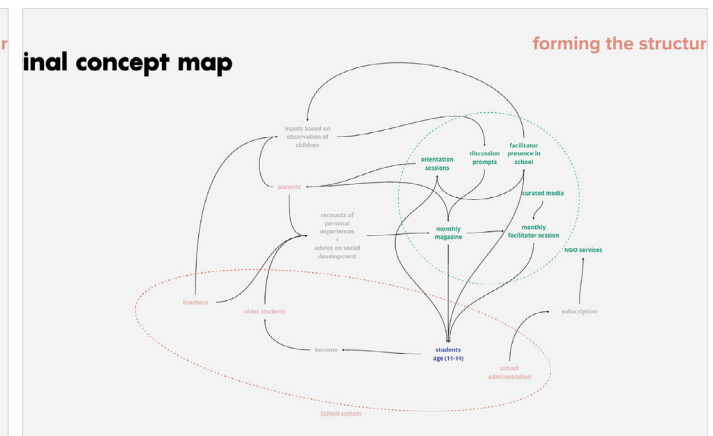 r
forming the structur
inal concept map
inputs based on
observation of
children
discussion
prompts
facilitator
presence in
school
orientation
sessions
parents
curated media
recounts of
personal
experiences
+
advice on social
development
monthly
magazine
monthly
facilitator session
NGO services
teachers
older students
subscription
become
students
age (11-14)
school
administration
School system